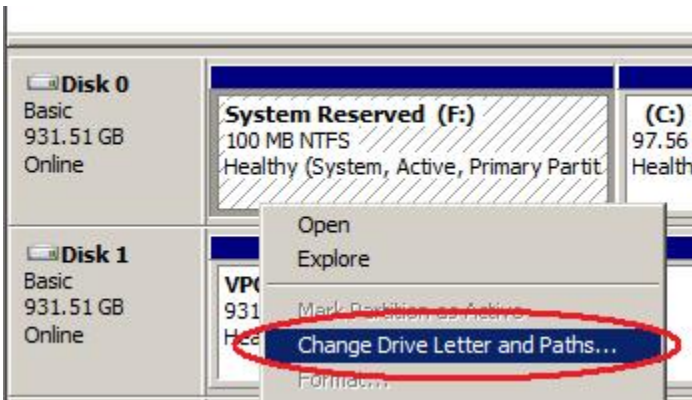 Disk 0
Basic
931.51 GB
Online
System Reserved (F:)
100 MB NTFS
Healthy (System, Active, Primary Partit
(C:)
97.56
Health
Disk 1
Basic
931.51 GB
Online
VP
931
Hea
Open
Explore
Mark Partition as Active
Change Drive Letter and Paths...
Format...